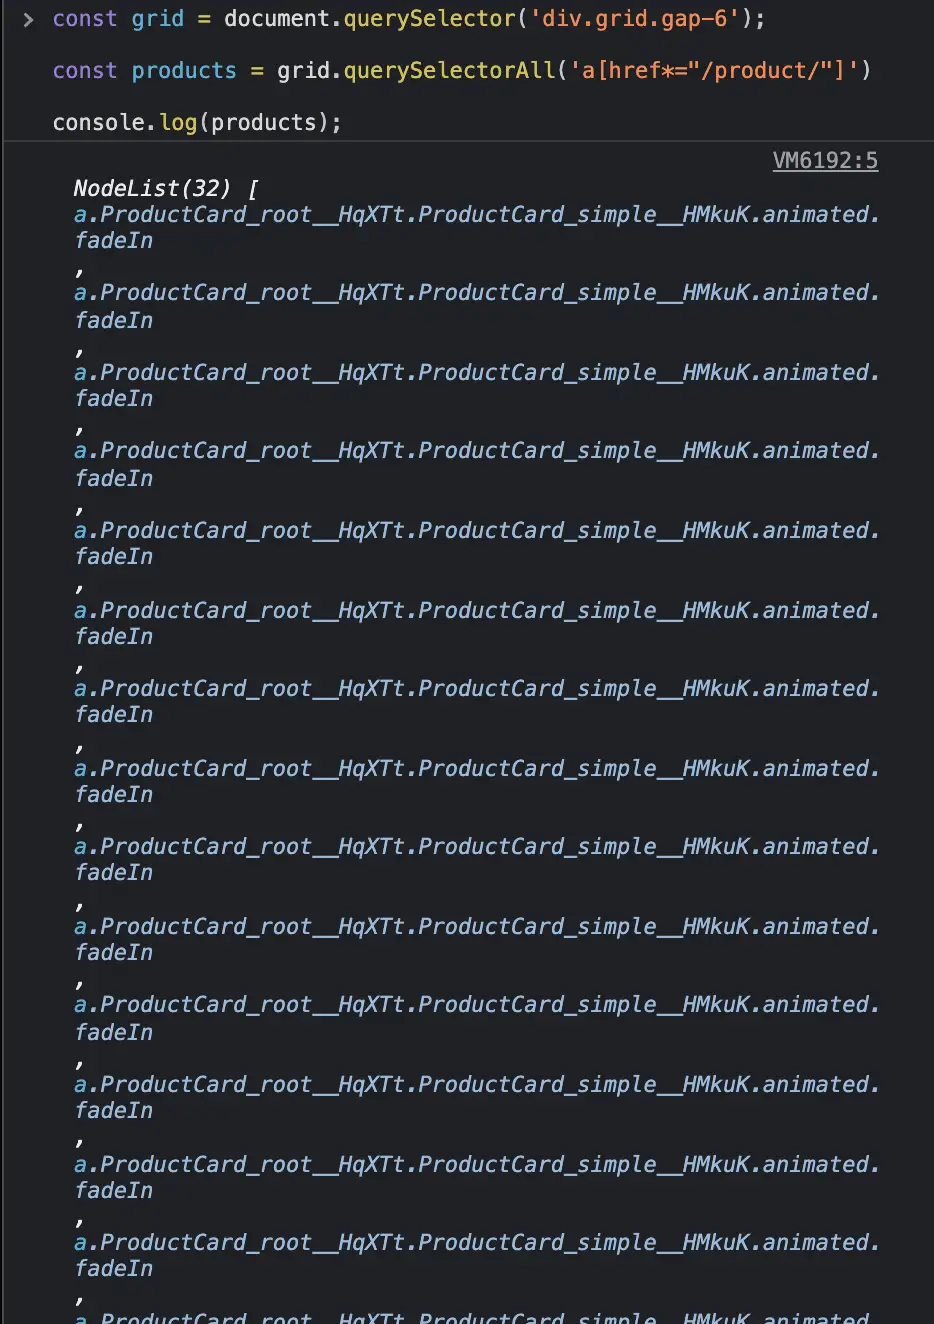 > const grid = document.querySelector('div.grid.gap-6');
const products = grid.querySelectorAll('a[href*="/product/"]')
console.log(products);
VM6192:5
NodeList(32) [
a.ProductCard_root__HqXTt.ProductCard_simple__HMkuK.animated.
fadeIn
,
a.ProductCard_root__HqXTt.ProductCard_simple__HMkuK.animated.
fadeIn
,
a.ProductCard_root__HqXTt.ProductCard_simple__HMkuK.animated.
fadeIn
,
a.ProductCard_root__HqXTt.ProductCard_simple__HMkuK.animated.
fadeIn
,
a.ProductCard_root__HqXTt.ProductCard_simple__HMkuK.animated.
fadeIn
,
a.ProductCard_root__HqXTt.ProductCard_simple__HMkuK.animated.
fadeIn
,
a.ProductCard_root__HqXTt.ProductCard_simple__HMkuK.animated.
fadeIn
,
a.ProductCard_root__HqXTt.ProductCard_simple__HMkuK.animated.
fadeIn
,
a.ProductCard_root__HqXTt.ProductCard_simple__HMkuK.animated.
fadeIn
,
a.ProductCard_root__HqXTt.ProductCard_simple__HMkuK.animated.
fadeIn
,
a.ProductCard_root__HqXTt.ProductCard_simple__HMkuK.animated.
fadeIn
,
a.ProductCard_root__HqXTt.ProductCard_simple__HMkuK.animated.
fadeIn
,
a.ProductCard_root__HqXTt.ProductCard_simple__HMkuK.animated.
fadeIn
,
a.ProductCard_root__HqXTt.ProductCard_simple__HMkuK.animated.
fadeIn
,
a.ProductCard_root__HqXTt.ProductCard_simple__HMkuK.animated.